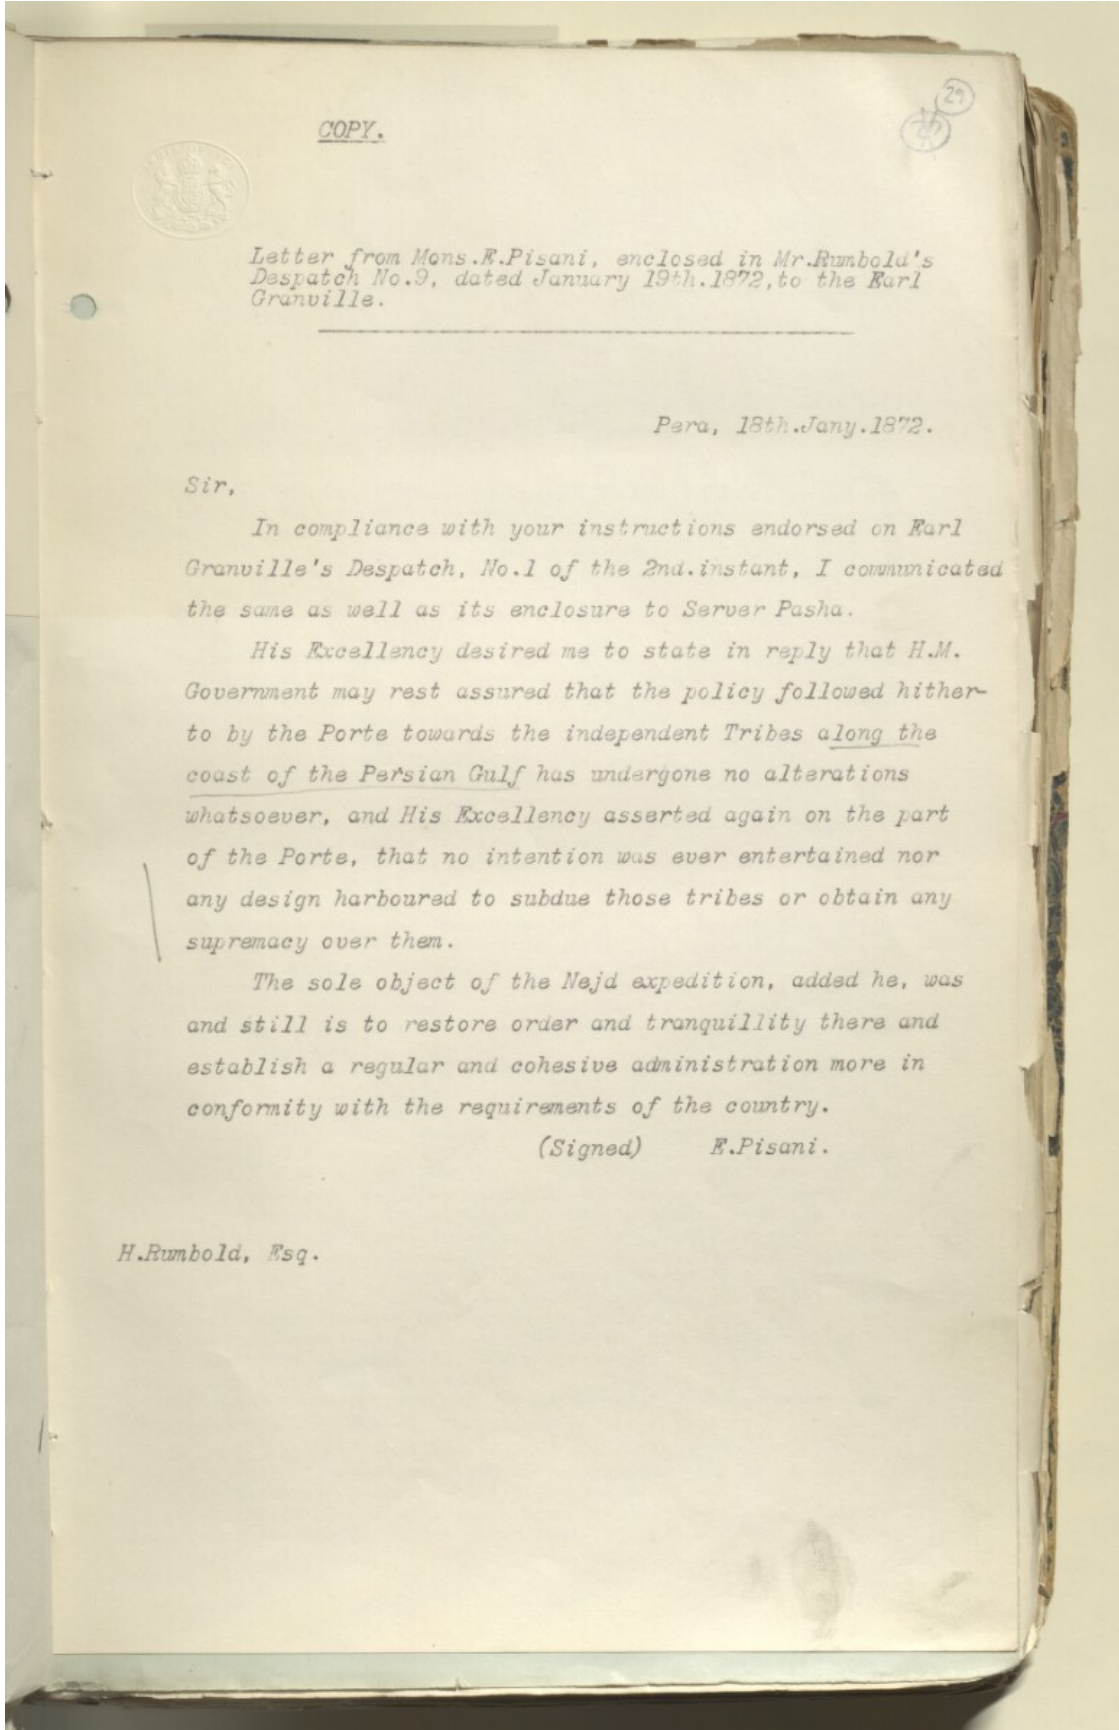 29
COPY.
Letter from Mons.E.Pisani, enclosed in Mr.Rumbold's
Despatch No.9, dated January 19th.1872,to the Earl
Granville.
Pera, 18th.Jany.1872.
Sir,
In compliance with your instructions endorsed on Earl
Granville's Despatch, No.1 of the 2nd.instant, I communicated
the same as well as its enclosure to Server Pasha.
His Excellency desired me to state in reply that H.M.
Government may rest assured that the policy followed hither-
to by the Porte towards the independent Tribes along the
coast of the Persian Gulf has undergone no alterations
whatsoever, and His Excellency asserted again on the part
of the Porte, that no intention was ever entertained nor
any design harboured to subdue those tribes or obtain any
supremacy over them.
The sole object of the Nejd expedition, added he, was
and still is to restore order and tranquillity there and
establish a regular and cohesive administration more in
conformity with the requirements of the country.
(Signed) E.Pisani.
H.Rumbold, Esq.